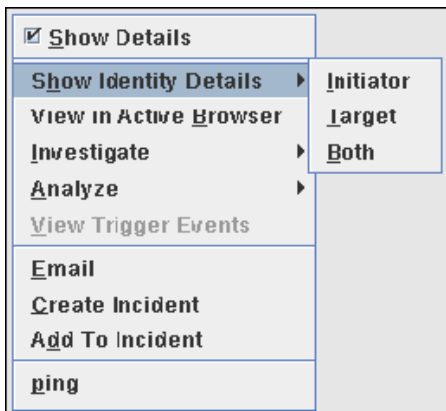 Show Details
Show Identity Details
Initiator
View in Active Browser
Target
Investigate
Both
Analyze
View Trigger Events
Email
Create Incident
Add To Incident
ping